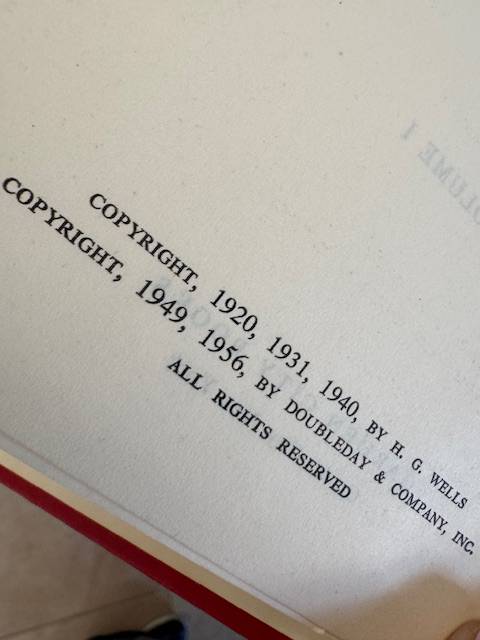 COPYRIGHT, 1920, 1931, 1940, BY H. G. WELLS
COPYRIGHT, 1949, 1956, BY DOUBLEDAY & COMPANY, INC.
ALL RIGHTS RESERVED